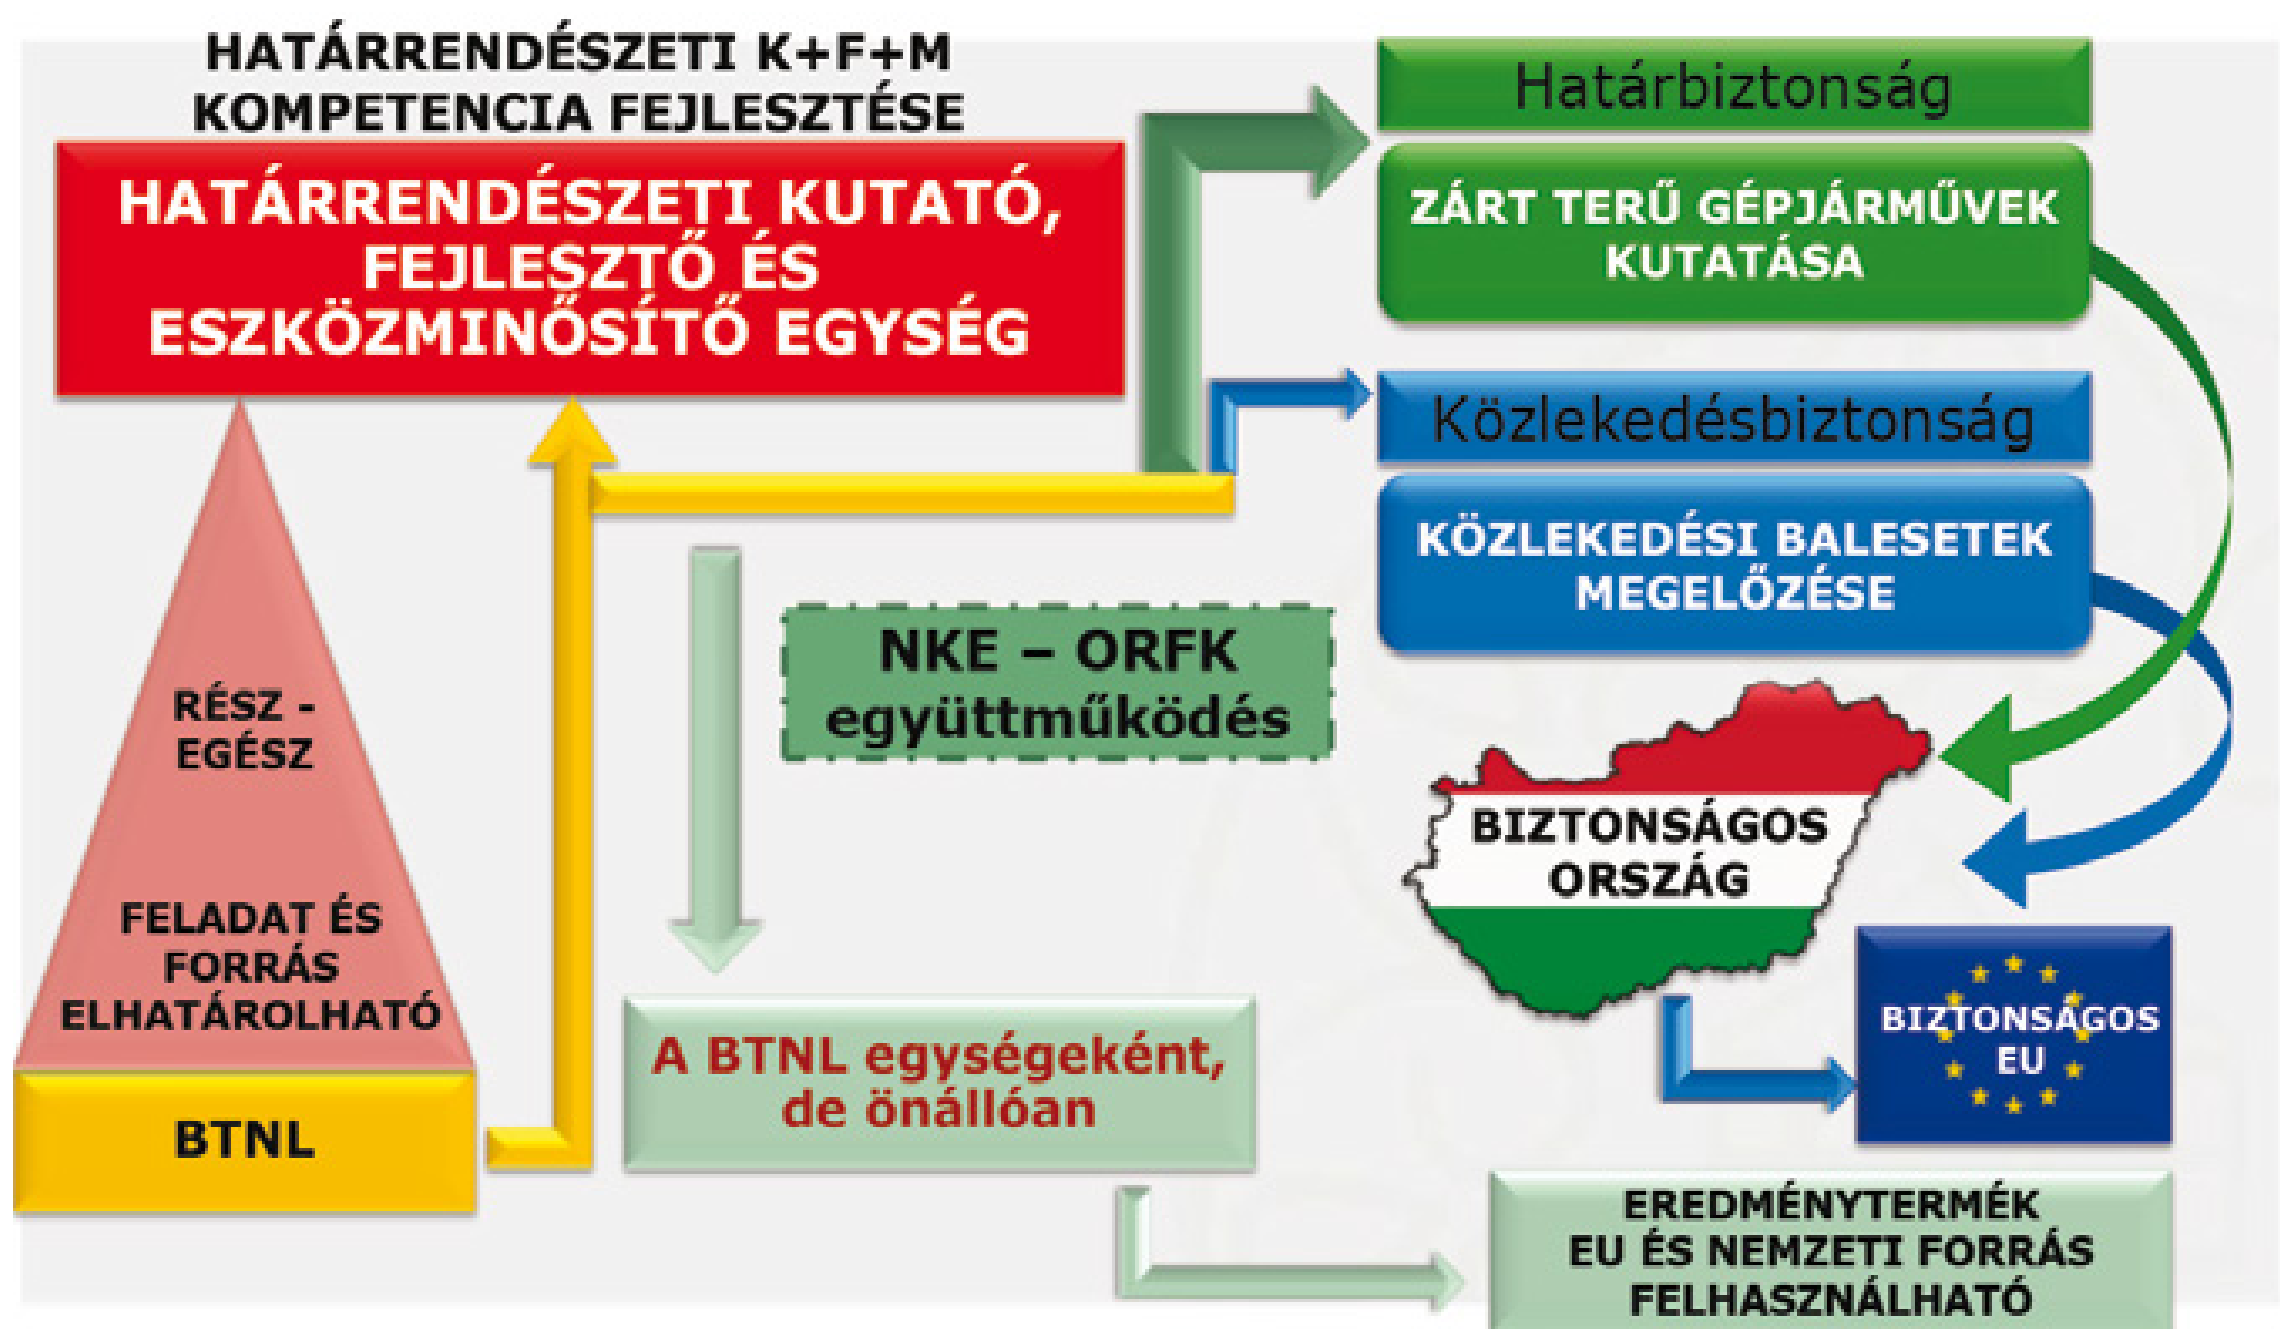 HATÁRRENDÉSZETI K+F+M
KOMPETENCIA FEJLESZTÉSE
HATÁRRENDÉSZETI KUTATÓ,
FEJLESZTŐ ÉS
ESZKÖZMINŐSÍTŐ EGYSÉG
RÉSZ -
EGÉSZ
FELADAT ÉS
FORRÁS
ELHATÁROLHATÓ
BTNL
NKE – ORFK
együttműködés
A BTNL egységeként,
de önállóan
Határbiztonság
ZÁRT TERŰ GÉPJÁRMŰVEK
KUTATÁSA
Közlekedésbiztonság
KÖZLEKEDÉSI BALESETEK
MEGELŐZÉSE
BIZTONSÁGOS
ORSZÁG
BIZTONSÁGOS
EU
EREDMÉNYTERMÉK
EU ÉS NEMZETI FORRÁS
FELHASZNÁLHATÓ